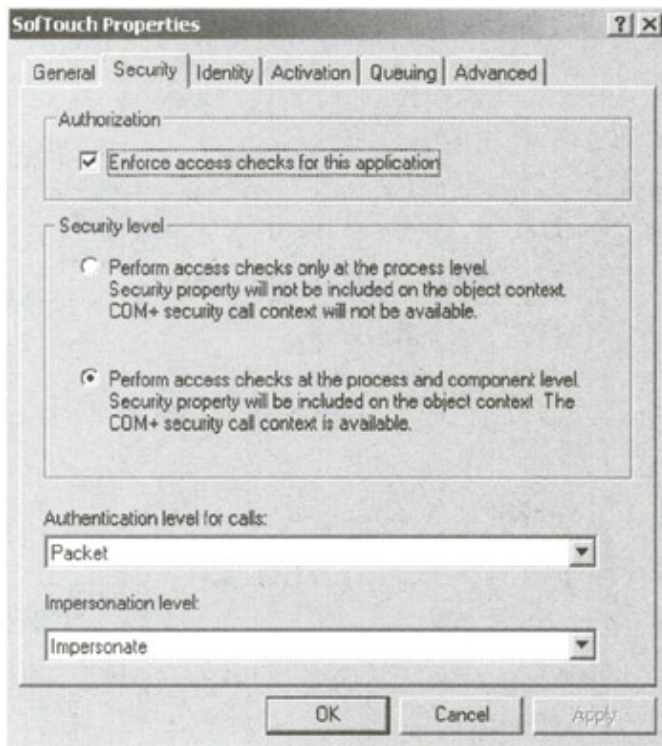 SofTouch Properties
General Security Identity Activation Queuing Advanced
Authorization
Enforce access checks for this application
Security level
Perform access checks only at the process level.
Security property will not be included on the object context.
COM+ security call context will not be available.
Perform access checks at the process and component level.
Security property will be included on the object context The
COM+ security call context is available.
Authentication level for calls:
Packet
Impersonation level:
Impersonate
OK Cancel Apply